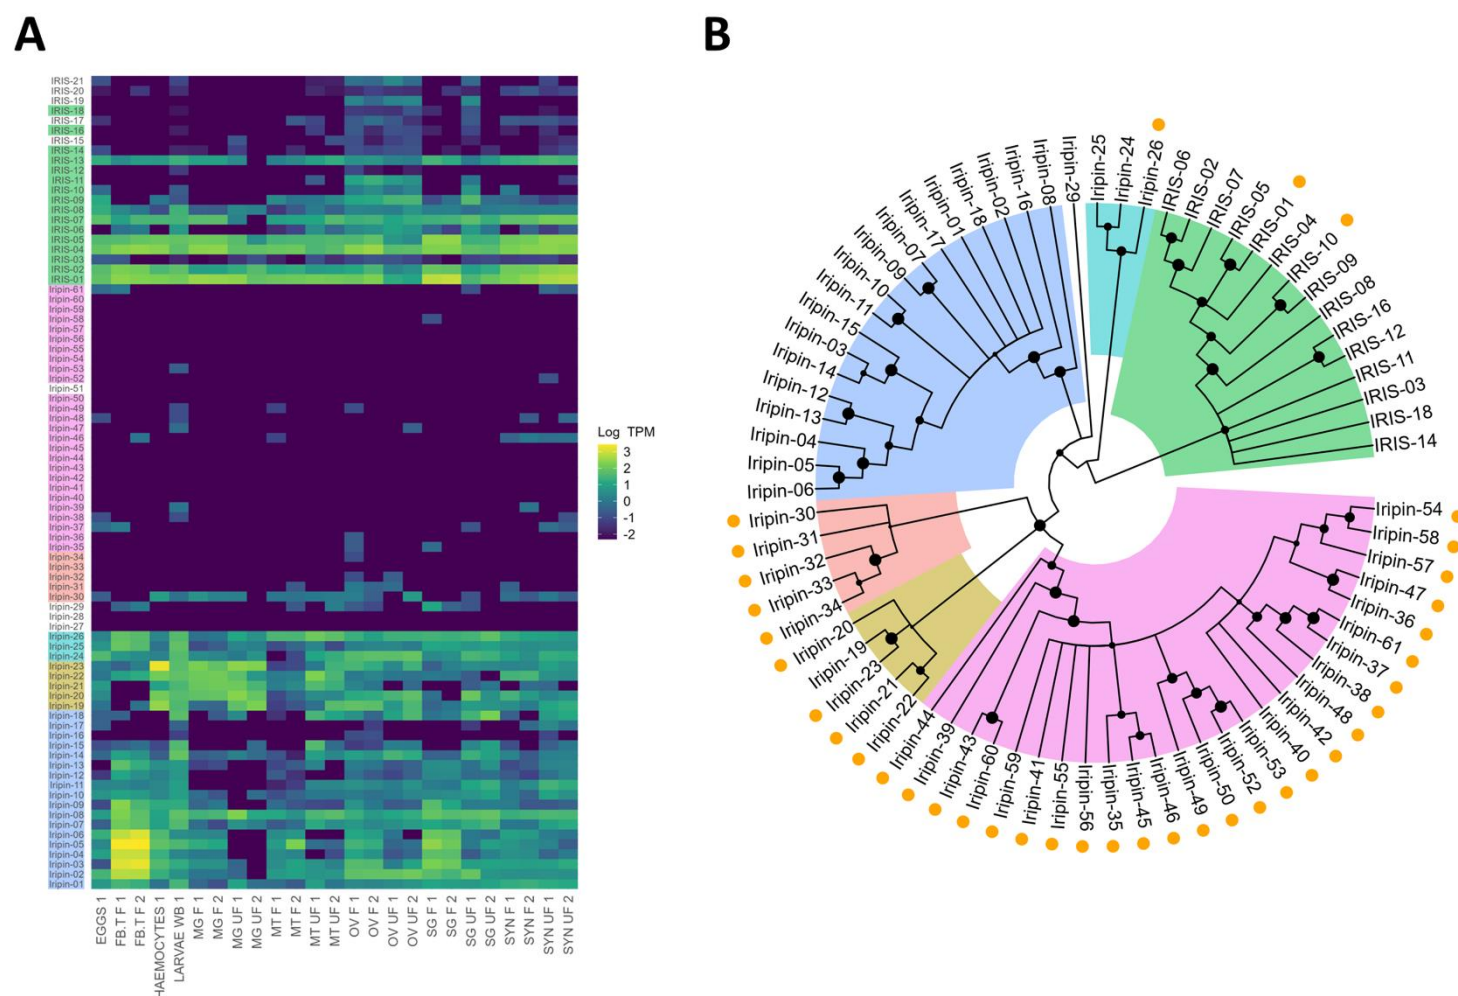 A
B
IRIS-21
IRIS-20
IRIS-19
IRIS-18
IRIS-17
IRIS-16
IRIS-15
IRIS-14
IRIS-13
IRIS-12
IRIS-11
IRIS-10
IRIS-09
IRIS-08
IRIS-07
IRIS-06
IRIS-05
IRIS-04
IRIS-03
IRIS-02
IRIS-01
Iripin-61
Iripin-60
Iripin-59
Iripin-58
Iripin-57
Iripin-56
Iripin-55
Iripin-54
Iripin-53
Iripin-52
Iripin-51
Iripin-50
Iripin-49
Iripin-48
Iripin-47
Iripin-46
Iripin-45
Iripin-44
Iripin-43
Iripin-42
Iripin-41
Iripin-40
Iripin-39
Iripin-38
Iripin-37
Iripin-36
Iripin-35
Iripin-34
Iripin-33
Iripin-32
Iripin-31
Iripin-30
Iripin-29
Iripin-28
Iripin-27
Iripin-26
Iripin-25
Iripin-24
Iripin-23
Iripin-22
Iripin-21
Iripin-20
Iripin-19
Iripin-18
Iripin-17
Iripin-16
Iripin-15
Iripin-14
Iripin-13
Iripin-12
Iripin-11
Iripin-10
Iripin-09
Iripin-08
Iripin-07
Iripin-06
Iripin-05
Iripin-04
Iripin-03
Iripin-02
Iripin-01
EGGS 1
FB.T F 1
FB.T F 2
HAEMOCYTES 1
LARVAE WB 1
MG F 1
MG F 2
MG UF 1
MG UF 2
MT F 1
MT F 2
MT UF 1
MT UF 2
OV F 1
OV F 2
OV UF 1
OV UF 2
SG F 1
SG F 2
SG UF 1
SG UF 2
SYN F 1
SYN F 2
SYN UF 1
SYN UF 2
Log TPM
3
2
1
0
-1
-2
Iripin-25
Iripin-24
Iripin-26
IRIS-06
IRIS-02
IRIS-07
IRIS-05
IRIS-01
IRIS-04
IRIS-10
IRIS-09
IRIS-08
IRIS-16
IRIS-12
IRIS-11
IRIS-03
IRIS-18
IRIS-14
Iripin-54
Iripin-58
Iripin-57
Iripin-47
Iripin-36
Iripin-61
Iripin-37
Iripin-38
Iripin-48
Iripin-42
Iripin-40
Iripin-53
Iripin-52
Iripin-50
Iripin-49
Iripin-46
Iripin-45
Iripin-35
Iripin-56
Iripin-55
Iripin-41
Iripin-59
Iripin-60
Iripin-43
Iripin-39
Iripin-44
Iripin-22
Iripin-21
Iripin-23
Iripin-19
Iripin-20
Iripin-34
Iripin-33
Iripin-32
Iripin-31
Iripin-30
Iripin-06
Iripin-05
Iripin-04
Iripin-13
Iripin-12
Iripin-14
Iripin-03
Iripin-15
Iripin-11
Iripin-10
Iripin-09
Iripin-07
Iripin-17
Iripin-01
Iripin-18
Iripin-02
Iripin-16
Iripin-08
Iripin-29